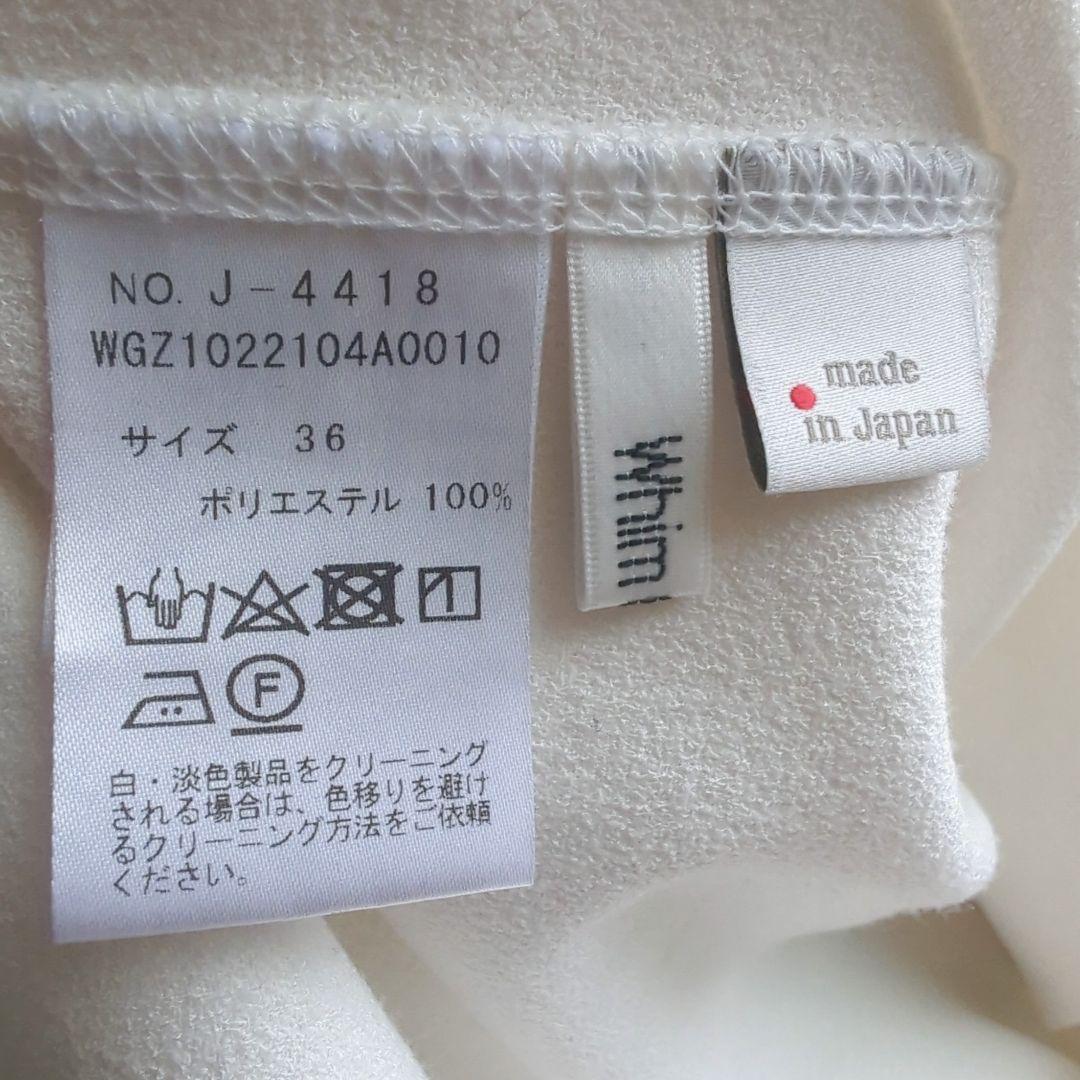 NO. J-4418
WGZ1022104A0010
サイズ 36
ポリエステル 100%
F
白・淡色製品をクリーニング
される場合は、色移りを避け
るクリーニング方法をご依頼
ください。
Whim
made
in Japan